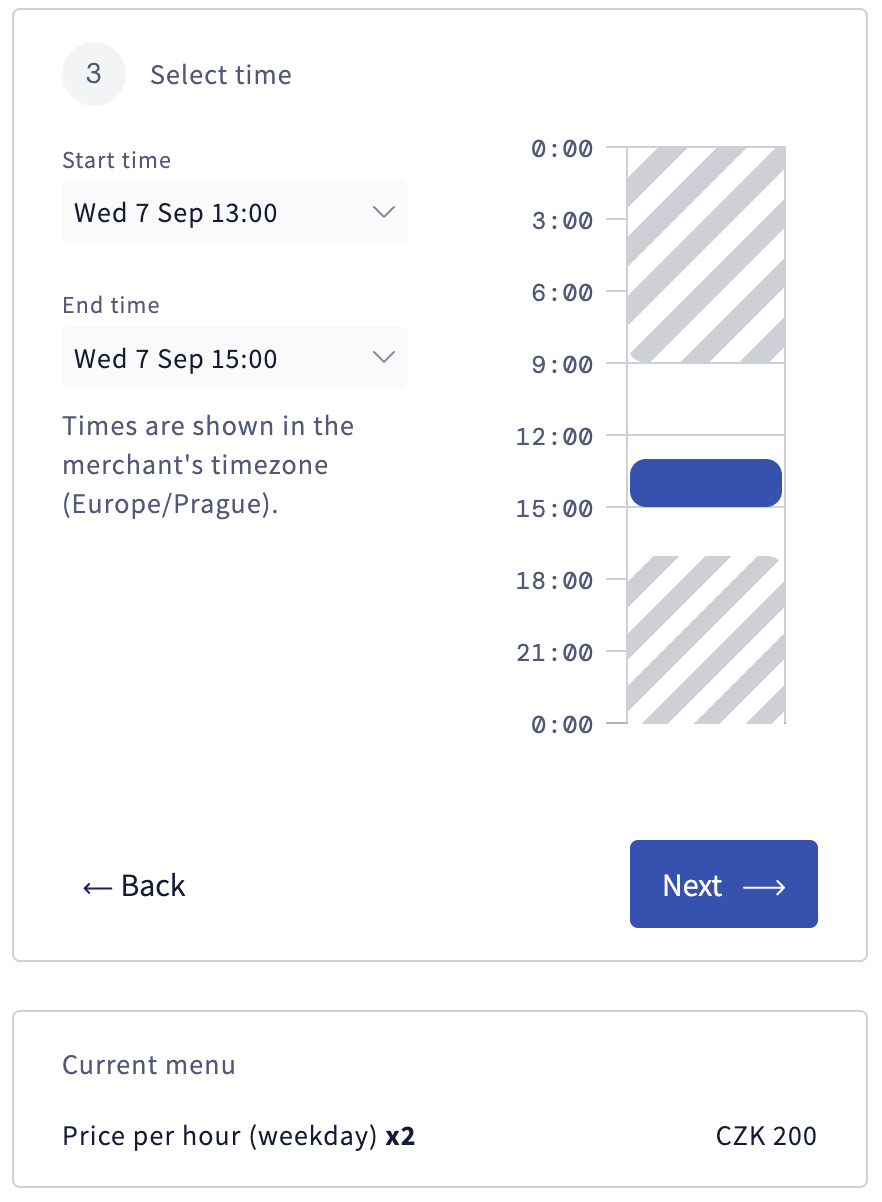 3 Select time
Start time
Wed 7 Sep 13:00
End time
Wed 7 Sep 15:00
Times are shown in the
merchant's timezone
(Europe/Prague).
0:00
3:00
6:00
9:00
12:00
15:00
18:00
21:00
0:00
← Back
Next →
Current menu
Price per hour (weekday) x2 CZK 200